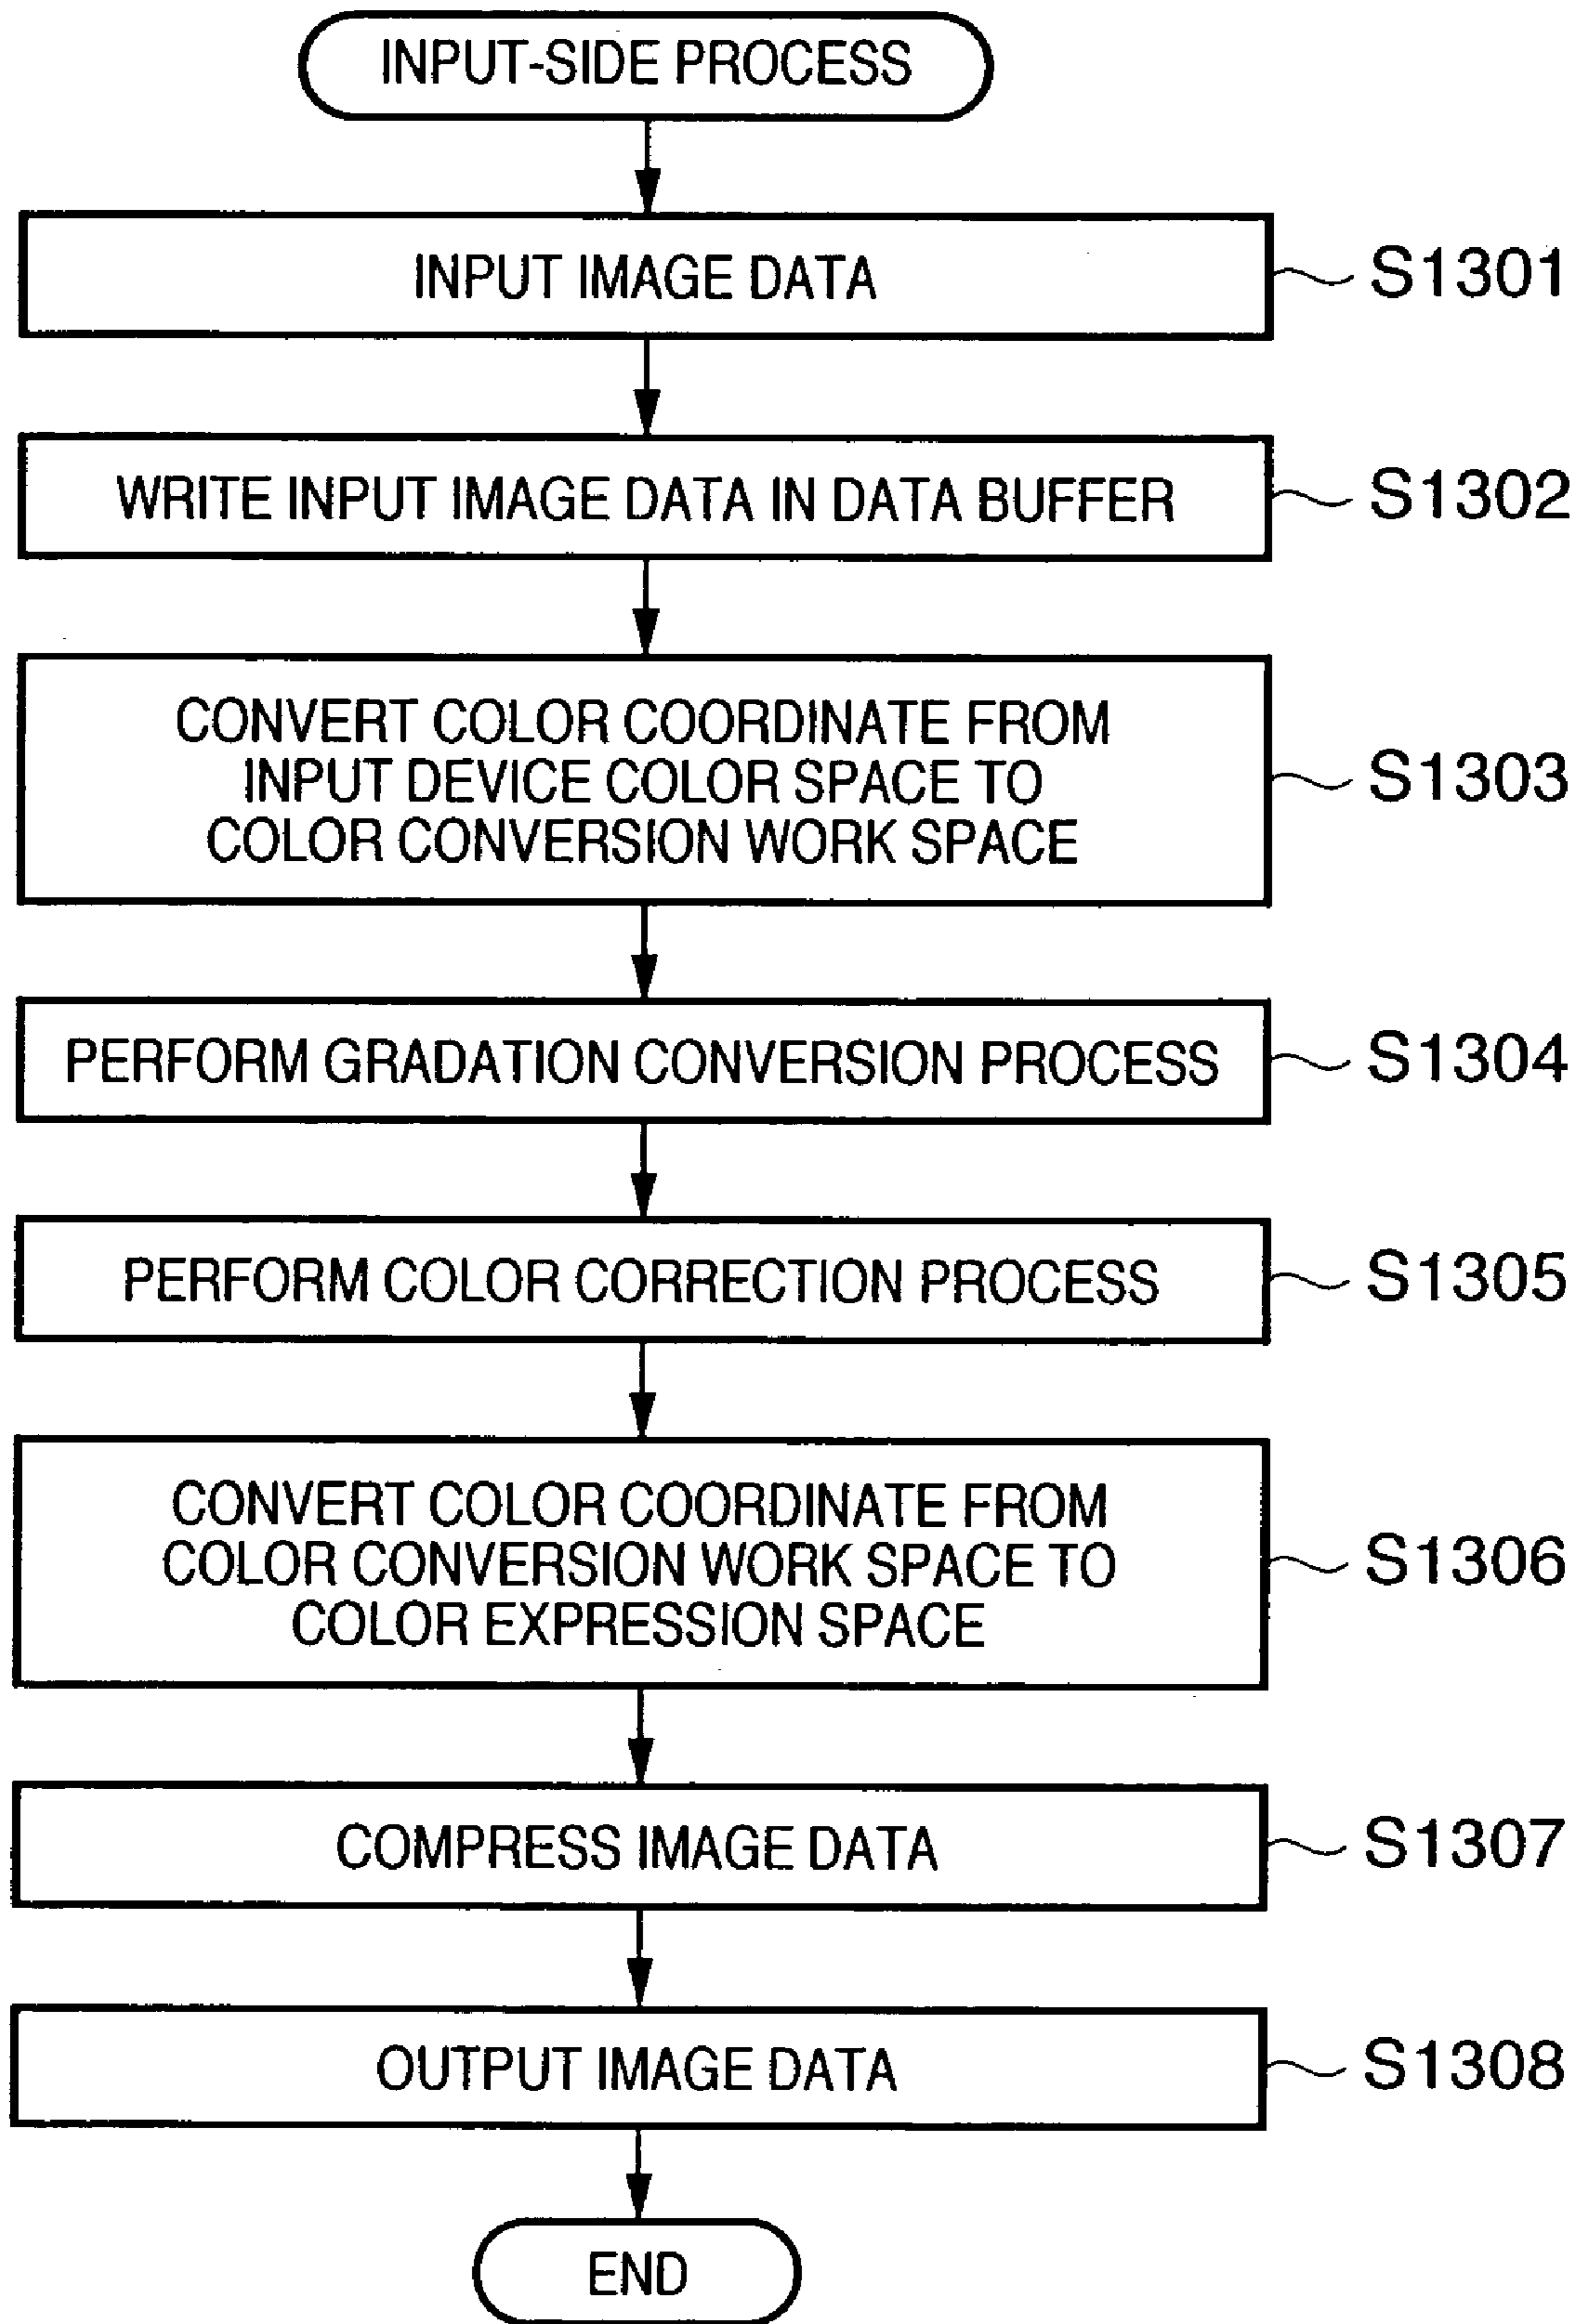 INPUT-SIDE PROCESS
INPUT IMAGE DATA
S1301
WRITE INPUT IMAGE DATA IN DATA BUFFER
S1302
CONVERT COLOR COORDINATE FROM
INPUT DEVICE COLOR SPACE TO
COLOR CONVERSION WORK SPACE
S1303
PERFORM GRADATION CONVERSION PROCESS
S1304
PERFORM COLOR CORRECTION PROCESS
S1305
CONVERT COLOR COORDINATE FROM
COLOR CONVERSION WORK SPACE TO
COLOR EXPRESSION SPACE
S1306
COMPRESS IMAGE DATA
S1307
OUTPUT IMAGE DATA
S1308
END